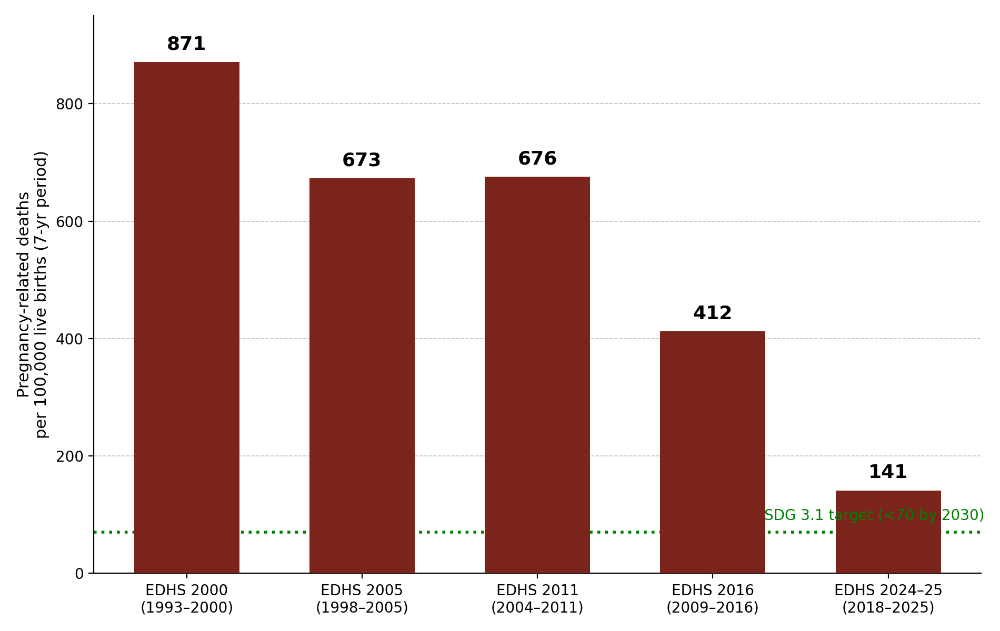 Pregnancy-related deaths
per 100,000 live births (7-yr period)
800
600
400
200
0
871
673
676
412
141
SDG 3.1 target (<70 by 2030)
EDHS 2000
(1993–2000)
EDHS 2005
(1998–2005)
EDHS 2011
(2004–2011)
EDHS 2016
(2009–2016)
EDHS 2024–25
(2018–2025)